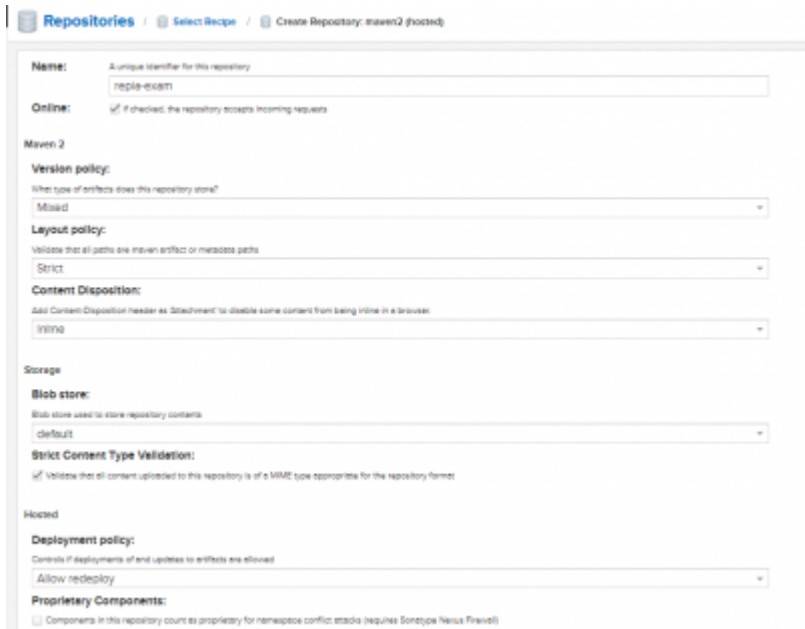 Repositories / Select Recipe / Create Repository: maven2 (hosted)
Name: A unique identifier for this repository
repla-exam
Online: If checked, the repository accepts incoming requests
Maven 2
Version policy:
What type of artifacts does this repository store?
Mixed
Layout policy:
Validate that all paths are maven artifact or metadata paths
Strict
Content Disposition:
Add Content-Disposition header as 'Attachment' to disable some content from being inline in a browser.
Inline
Storage
Blob store:
Blob store used to store repository contents
default
Strict Content Type Validation:
Validate that all content uploaded to this repository is of a MIME type appropriate for the repository format
Hosted
Deployment policy:
Controls if deployments of and updates to artifacts are allowed
Allow redeploy
Proprietary Components:
Components in this repository count as proprietary for namespace conflict attacks (requires Sonatype Nexus Firewall)